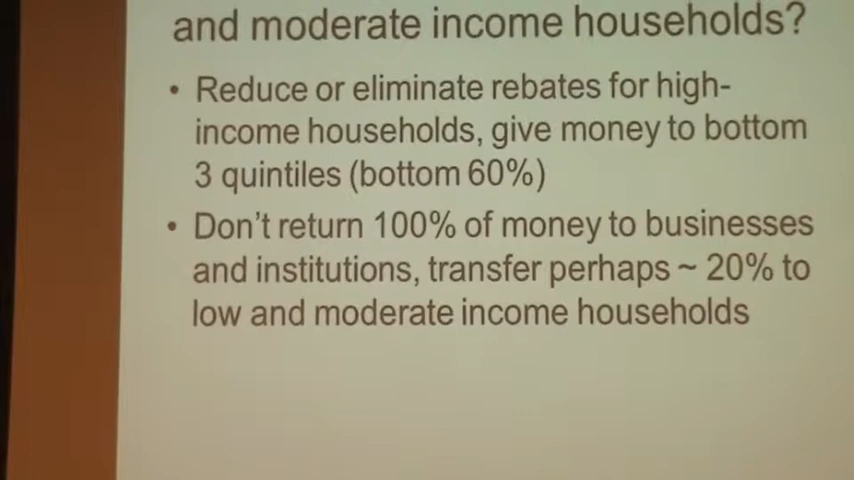 and moderate income households?
• Reduce or eliminate rebates for high-
income households, give money to bottom
3 quintiles (bottom 60%)
• Don't return 100% of money to businesses
and institutions, transfer perhaps ~ 20% to
low and moderate income households